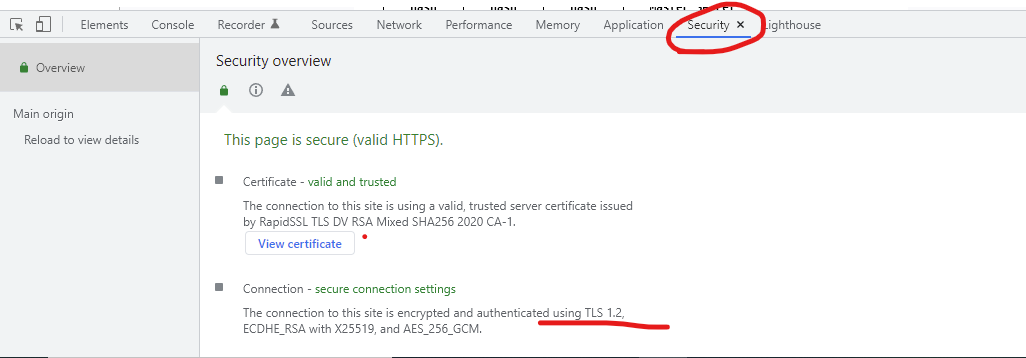 Elements Console Recorder Sources Network Performance Memory Application Security × Lighthouse
Overview
Security overview
Main origin
Reload to view details
This page is secure (valid HTTPS).
Certificate - valid and trusted
The connection to this site is using a valid, trusted server certificate issued
by RapidSSL TLS DV RSA Mixed SHA256 2020 CA-1.
View certificate
Connection - secure connection settings
The connection to this site is encrypted and authenticated using TLS 1.2,
ECDHE_RSA with X25519, and AES_256_GCM.